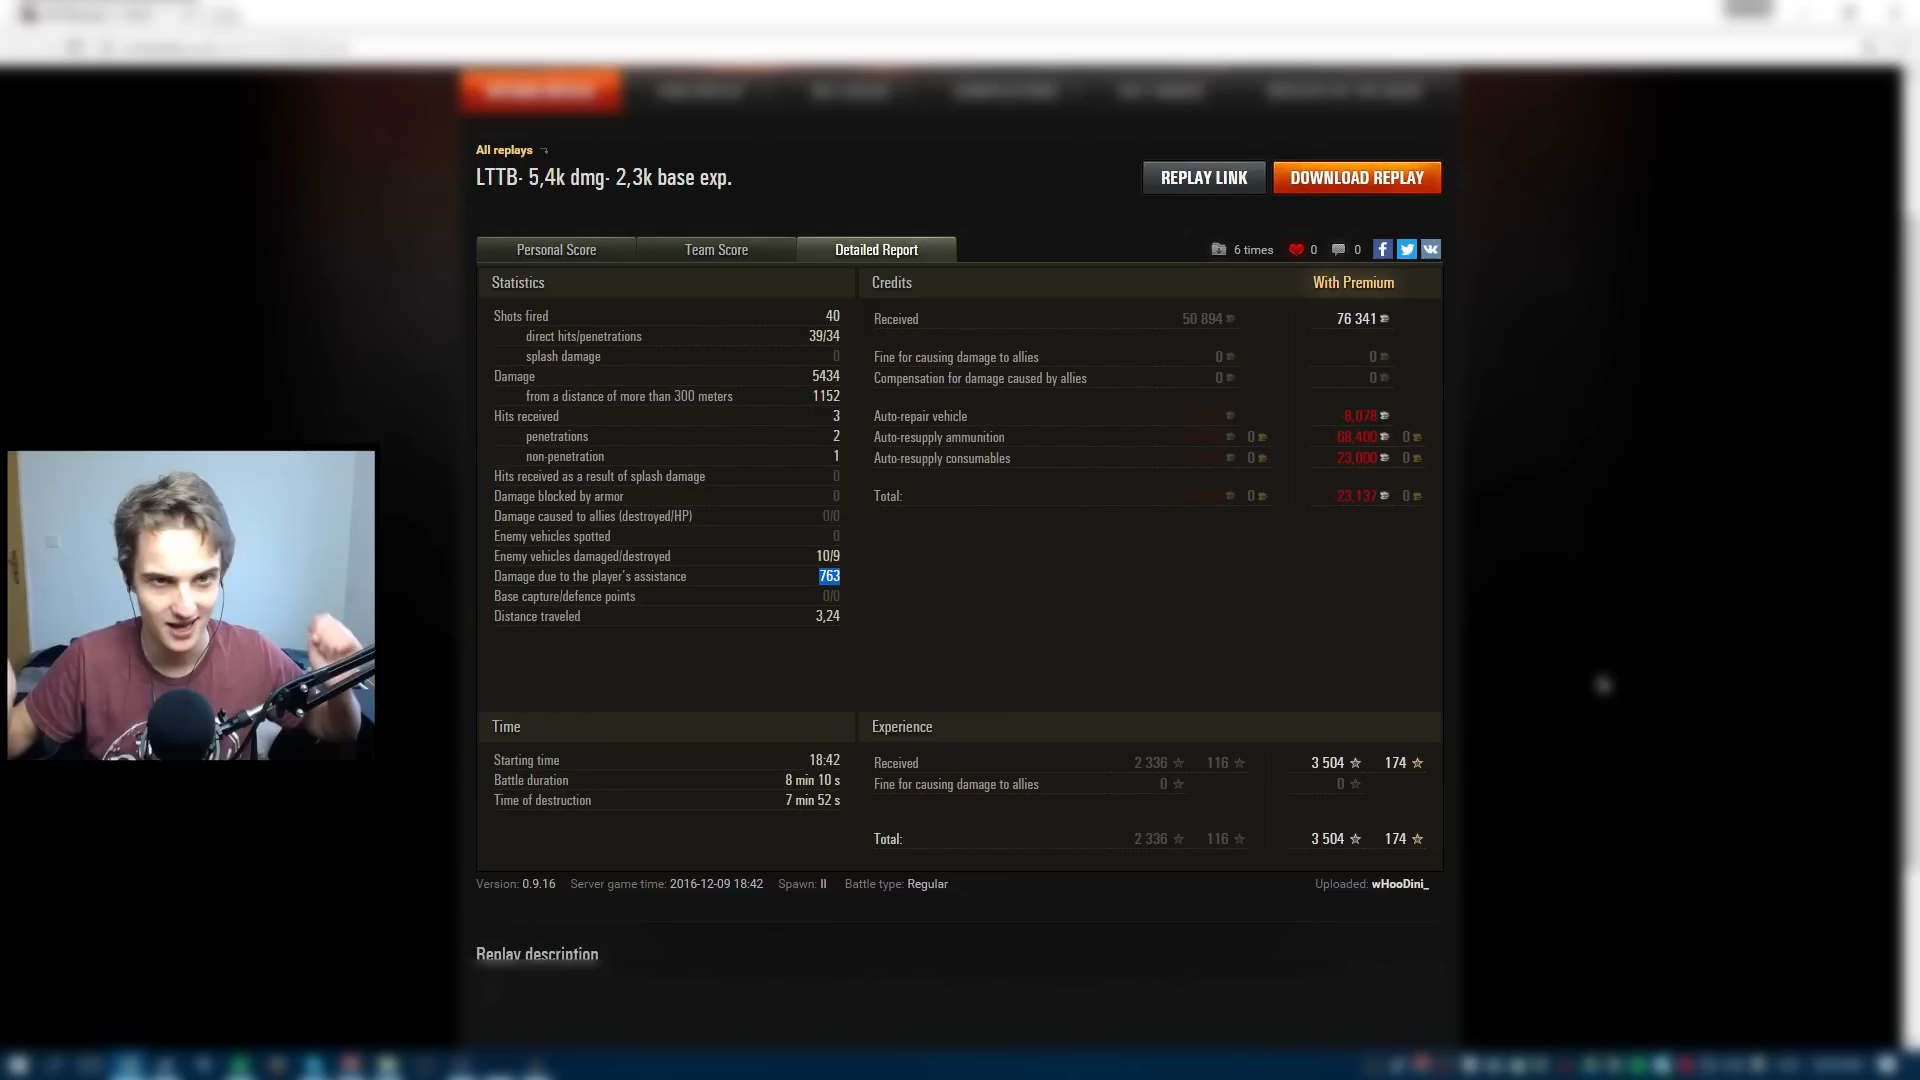 All replays
LTTB- 5,4k dmg- 2,3k base exp.
REPLAY LINK
DOWNLOAD REPLAY
Personal Score
Team Score
Detailed Report
6 times
0
0
Statistics
Shots fired 40
direct hits/penetrations 39/34
splash damage 0
Damage 5434
from a distance of more than 300 meters 1152
Hits received 3
penetrations 2
non-penetration 1
Hits received as a result of splash damage 0
Damage blocked by armor 0
Damage caused to allies (destroyed/HP) 0/0
Enemy vehicles spotted 0
Enemy vehicles damaged/destroyed 10/9
Damage due to the player's assistance 763
Base capture/defence points 0/0
Distance traveled 3,24
Credits With Premium
Received 50 894 76 341
Fine for causing damage to allies 0 0
Compensation for damage caused by allies 0 0
Auto-repair vehicle -8,078
Auto-resupply ammunition 0 -68,400 0
Auto-resupply consumables 0 -23,000 0
Total: 0 -23,137 0
Time
Starting time 18:42
Battle duration 8 min 10 s
Time of destruction 7 min 52 s
Experience
Received 2 336 116 3 504 174
Fine for causing damage to allies 0 0
Total: 2 336 116 3 504 174
Version: 0.9.16 Server game time: 2016-12-09 18:42 Spawn: II Battle type: Regular
Uploaded: wHooDini_
Replay description